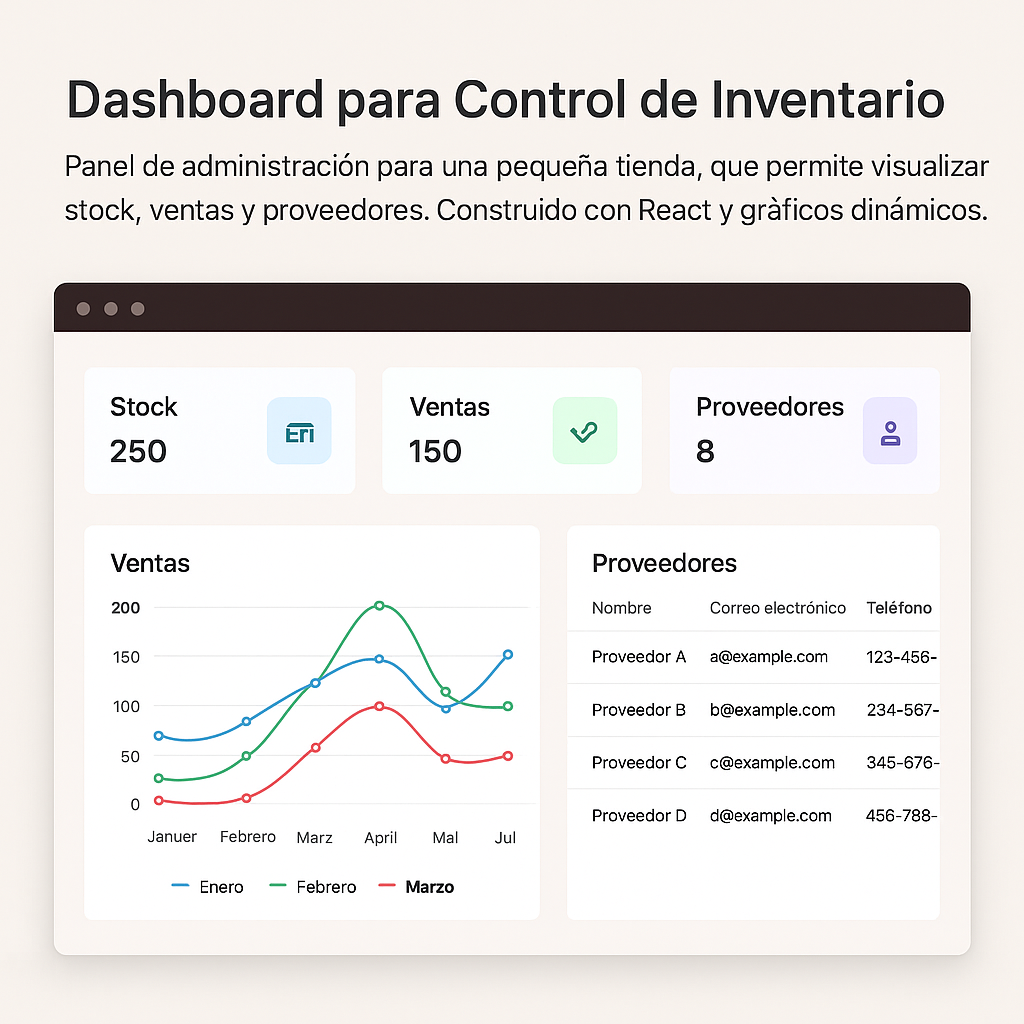 Dashboard para Control de Inventario
Panel de administración para una pequeña tienda, que permite visualizar
stock, ventas y proveedores. Construido con React y gràficos dinámicos.
Stock
250
Ventas
150
Proveedores
8
Ventas
200
150
100
50
0
Januer Febrero Marz April Mal Jul
Enero Febrero Marzo
Proveedores
Nombre Correo electrónico Teléfono
Proveedor A a@example.com 123-456-
Proveedor B b@example.com 234-567-
Proveedor C c@example.com 345-676-
Proveedor D d@example.com 456-788-